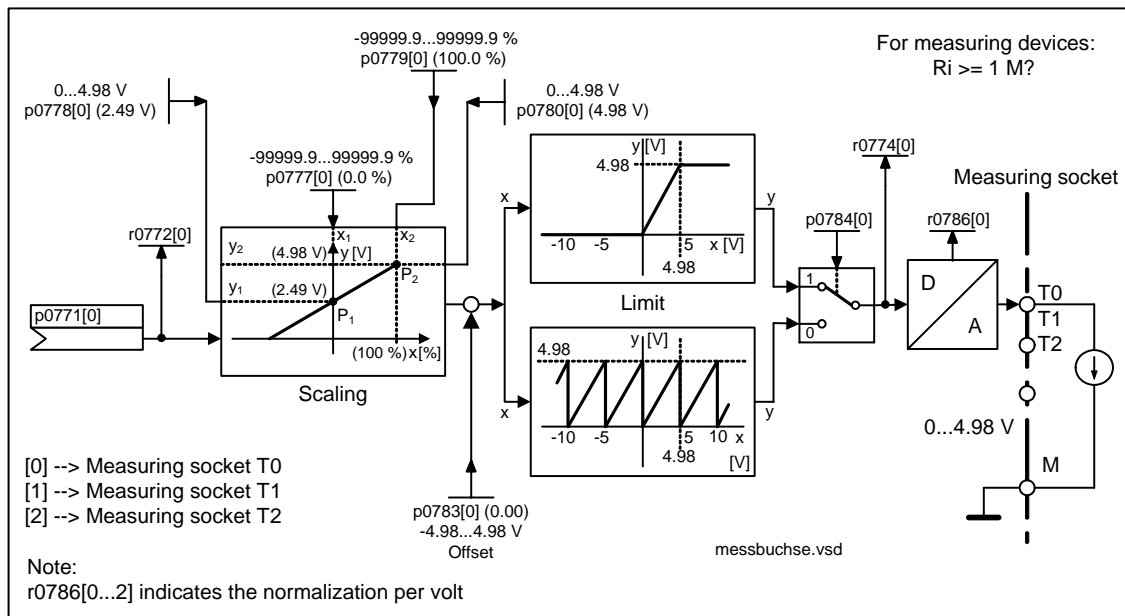 -99999.9...99999.9 %
p0779[0] (100.0 %)
For measuring devices:
Ri >= 1 M?
0...4.98 V
p0778[0] (2.49 V)
0...4.98 V
p0780[0] (4.98 V)
-99999.9...99999.9 %
p0777[0] (0.0 %)
r0772[0]
p0771[0]
x1
x2
y [V]
y2
(4.98 V)
P2
y1
(2.49 V)
P1
(100 %)
x [%]
Scaling
x
y [V]
4.98
-10
-5
5
x [V]
4.98
y
Limit
x
y [V]
4.98
-10
-5
5
10
x
4.98
[V]
y
p0784[0]
1
0
r0774[0]
r0786[0]
D
A
Measuring socket
T0
T1
T2
0...4.98 V
M
p0783[0] (0.00)
-4.98...4.98 V
Offset
messbuchse.vsd
[0] --> Measuring socket T0
[1] --> Measuring socket T1
[2] --> Measuring socket T2
Note:
r0786[0...2] indicates the normalization per volt